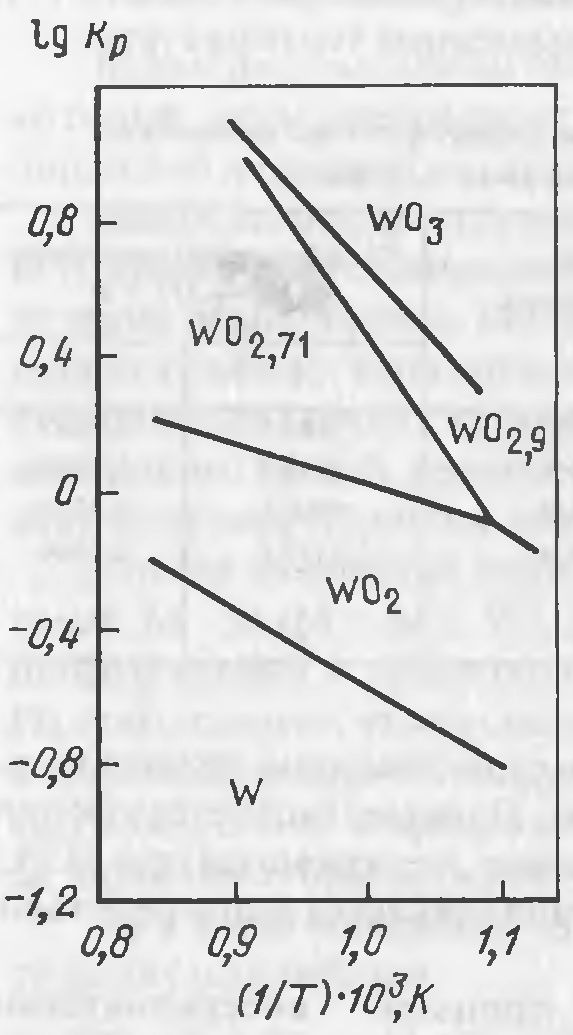 lg Kp
0,8
WO3
WO2,71
0,4
WO2,9
0
WO2
-0,4
-0,8
W
-1,2
0,8 0,9 1,0 1,1
(1/T)·10³,K